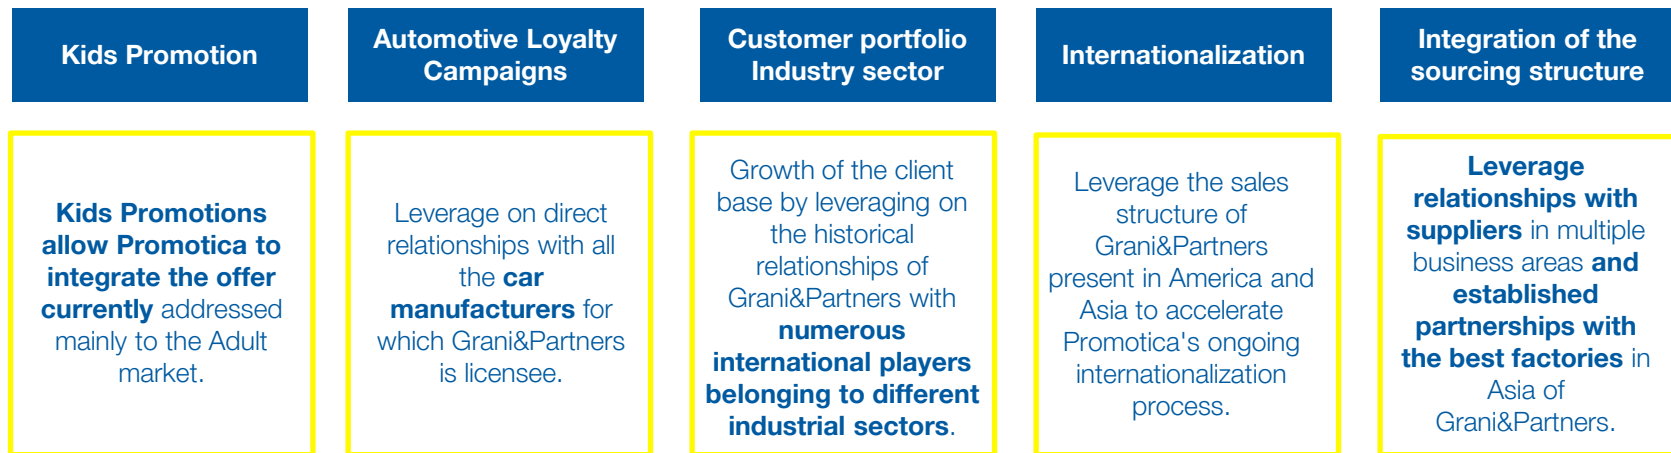 Kids Promotion
Automotive Loyalty
Campaigns
Customer portfolio
Industry sector
Internationalization
Integration of the
sourcing structure
Kids Promotions
allow Promotica to
integrate the offer
currently addressed
mainly to the Adult
market.
Leverage on direct
relationships with all
the car
manufacturers for
which Grani&Partners
is licensee.
Growth of the client
base by leveraging on
the historical
relationships of
Grani&Partners with
numerous
international players
belonging to different
industrial sectors.
Leverage the sales
structure of
Grani&Partners
present in America and
Asia to accelerate
Promotica's ongoing
internationalization
process.
Leverage
relationships with
suppliers in multiple
business areas and
established
partnerships with
the best factories in
Asia of
Grani&Partners.